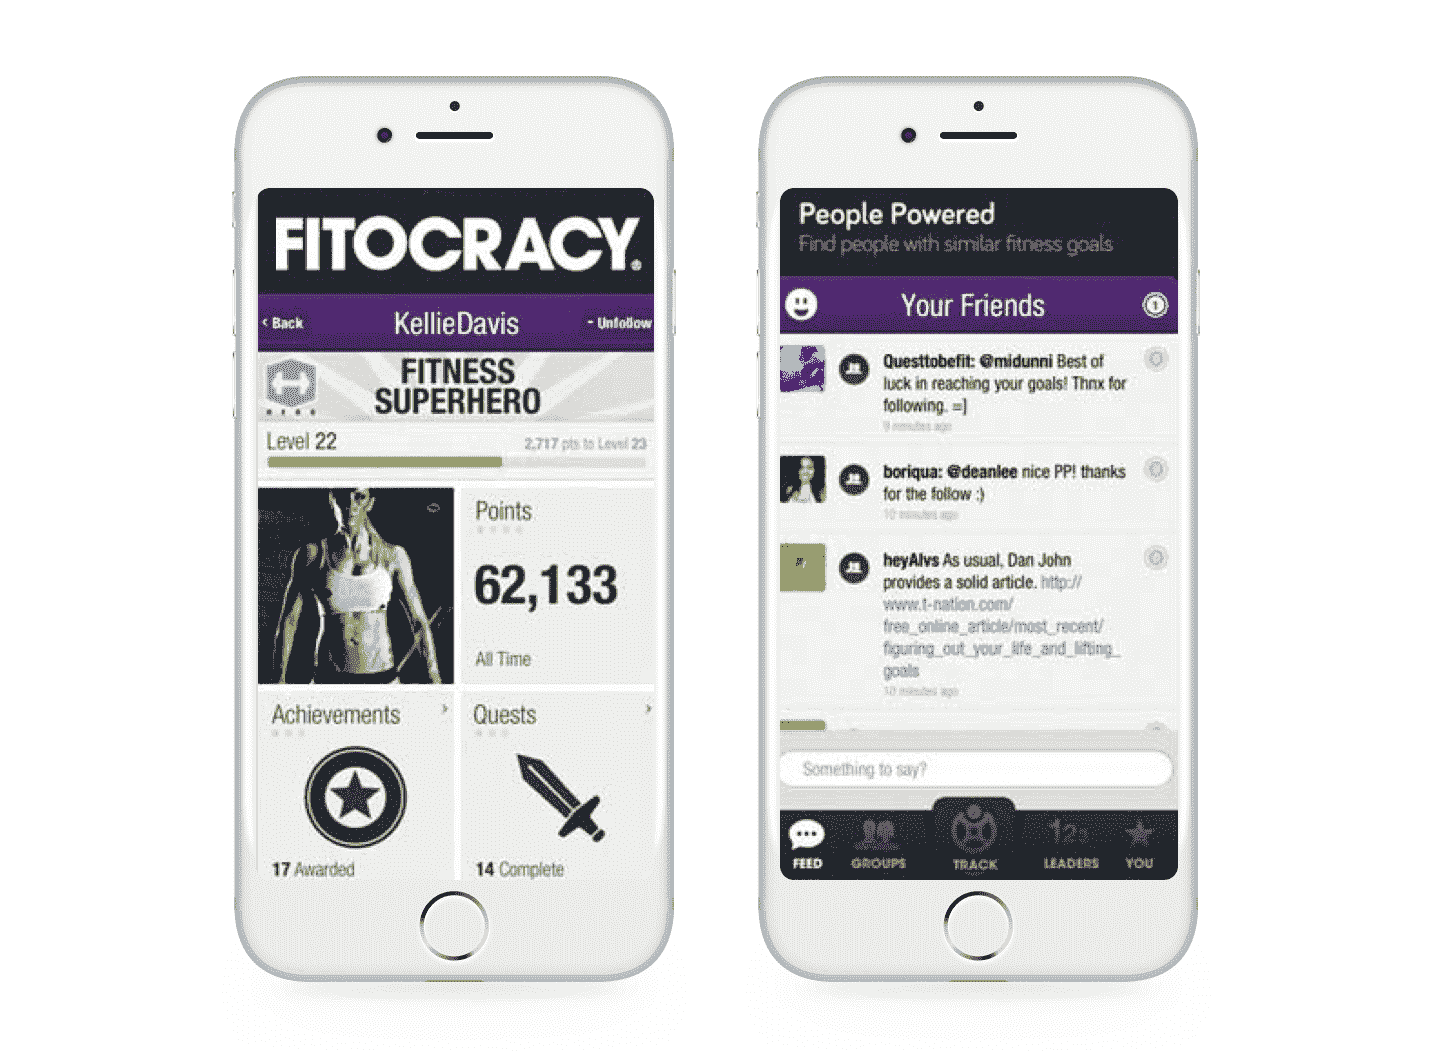 FITOCRACY®
‹ Back
KellieDavis
- Unfollow
FITNESS
SUPERHERO
Level 22
2,717 pts to Level 23
Points
62,133
All Time
Achievements
›
Quests
›
17 Awarded
14 Complete
People Powered
Find people with similar fitness goals
Your Friends
1
Questtobefit: @midunni Best of
luck in reaching your goals! Thnx for
following. =]
9 minutes ago
boriqua: @deanlee nice PP! thanks
for the follow :)
10 minutes ago
heyAlvs As usual, Dan John
provides a solid article. http://
www.t-nation.com/
free_online_article/most_recent/
figuring_out_your_life_and_lifting_
goals
10 minutes ago
Something to say?
123
FEED
GROUPS
TRACK
LEADERS
YOU